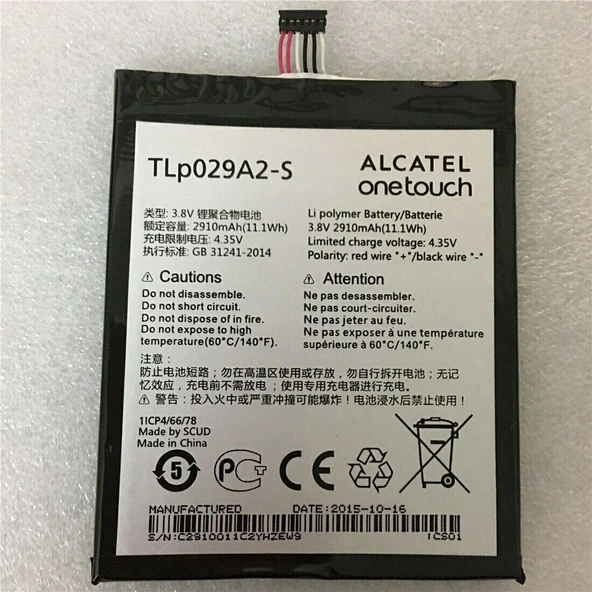 TLp029A2-S
ALCATEL
onetouch
类型: 3.8V 锂聚合物电池
额定容量: 2910mAh(11.1Wh)
充电限制电压: 4.35V
执行标准: GB 31241-2014
Li polymer Battery/Batterie
3.8V 2910mAh(11.1Wh)
Limited charge voltage: 4.35V
Polarity: red wire "+"/black wire "-"
Cautions
Do not disassemble.
Do not short circuit.
Do not dispose of in fire.
Do not expose to high
temperature(60°C/140°F).
Attention
Ne pas desassembler.
Ne pas court-circuiter.
Ne pas jeter au feu.
Ne pas exposer à une température
supérieure à 60°C/140°F.
注意:
防止电池短路; 勿在高温区使用或存放, 勿自行拆开电池; 无记
忆效应, 充电前不需放电; 使用专用充电器进行充电。
警告: 投入火中或严重冲撞可能爆炸! 电池浸水后禁止使用!
1ICP4/66/78
Made by SCUD
Made in China
5
PCT
CE
MANUFACTURED DATE:2015-10-16
S/N:C2910011C2YHZEW9 ICS01